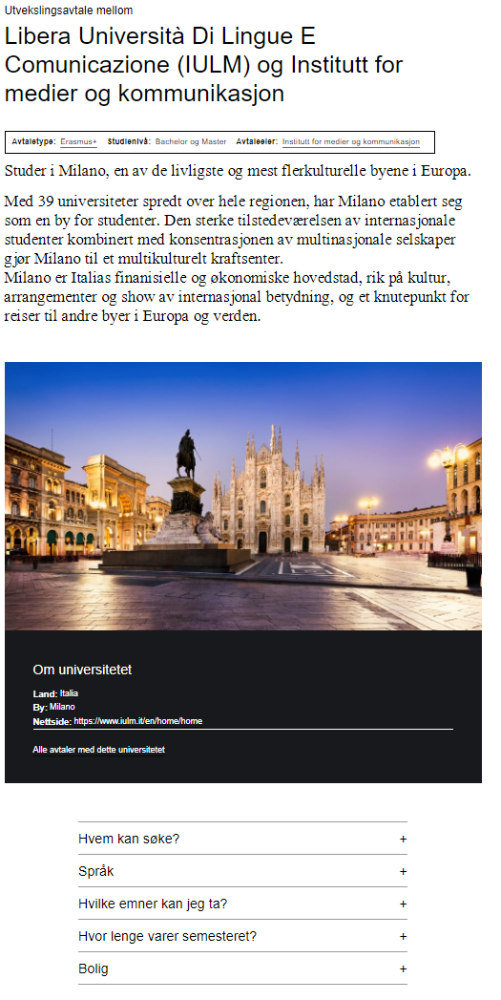 Utvekslingsavtale mellom
Libera Università Di Lingue E
Comunicazione (IULM) og Institutt for
medier og kommunikasjon
Avtaletype: Erasmus+ Studienivå: Bachelor og Master Avtaleeier: Institutt for medier og kommunikasjon
Studer i Milano, en av de livligste og mest flerkulturelle byene i Europa.
Med 39 universiteter spredt over hele regionen, har Milano etablert seg
som en by for studenter. Den sterke tilstedeværelsen av internasjonale
studenter kombinert med konsentrasjonen av multinasjonale selskaper
gjør Milano til et multikulturelt kraftsenter.
Milano er Italias finanisielle og økonomiske hovedstad, rik på kultur,
arrangementer og show av internasjonal betydning, og et knutepunkt for
reiser til andre byer i Europa og verden.
Om universitetet
Land: Italia
By: Milano
Nettside: https://www.iulm.it/en/home/home
Alle avtaler med dette universitetet
Hvem kan søke? +
Språk +
Hvilke emner kan jeg ta? +
Hvor lenge varer semesteret? +
Bolig +